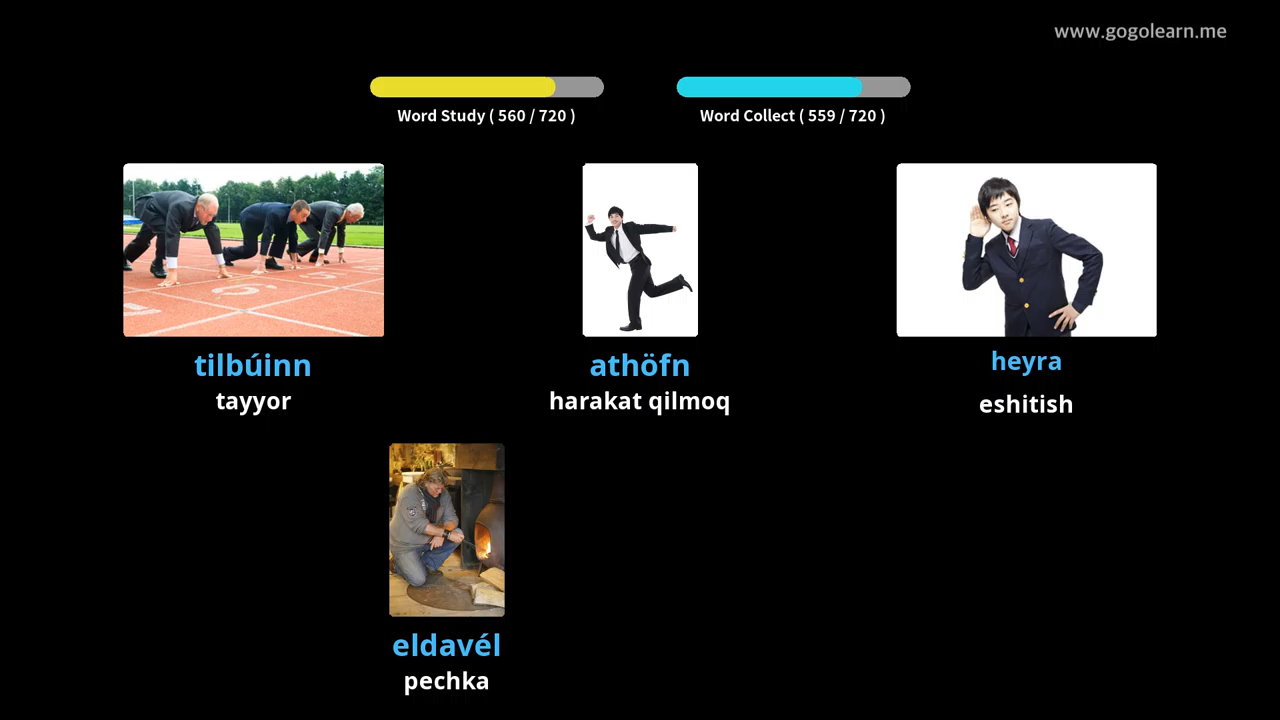 www.gogolearn.me
Word Study ( 560 / 720 )
Word Collect ( 559 / 720 )
tilbúinn
tayyor
athöfn
harakat qilmoq
heyra
eshitish
eldavél
pechka